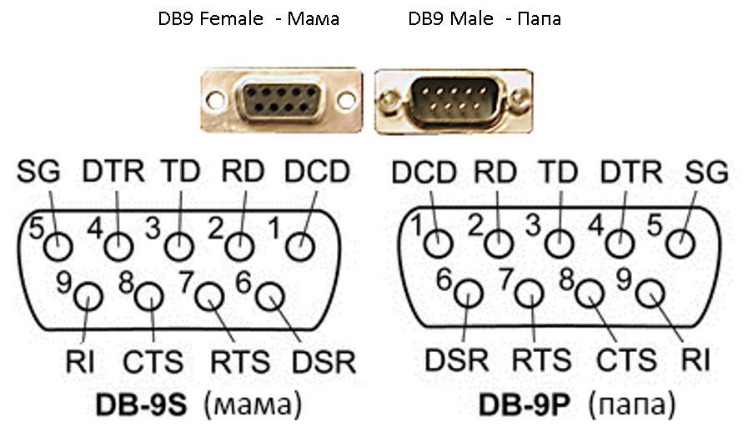 DB9 Female - Мама DB9 Male - Папа
SG DTR TD RD DCD DCD RD TD DTR SG
5 4 3 2 1 1 2 3 4 5
9 8 7 6 6 7 8 9
RI CTS RTS DSR DSR RTS CTS RI
DB-9S (мама) DB-9P (папа)